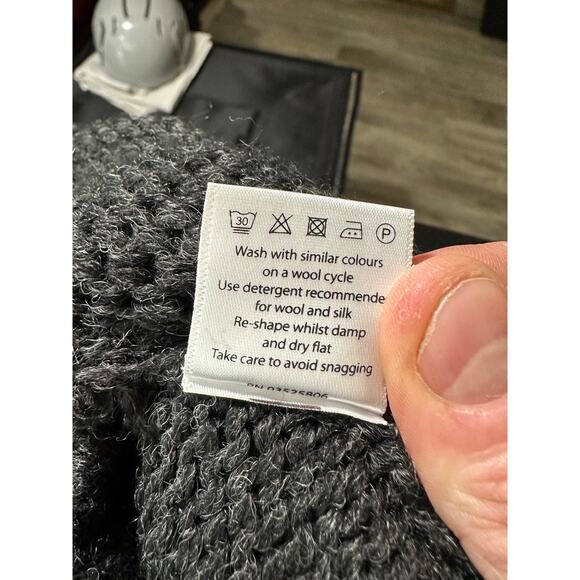 30
P
Wash with similar colours
on a wool cycle
Use detergent recommende
for wool and silk
Re-shape whilst damp
and dry flat
Take care to avoid snagging